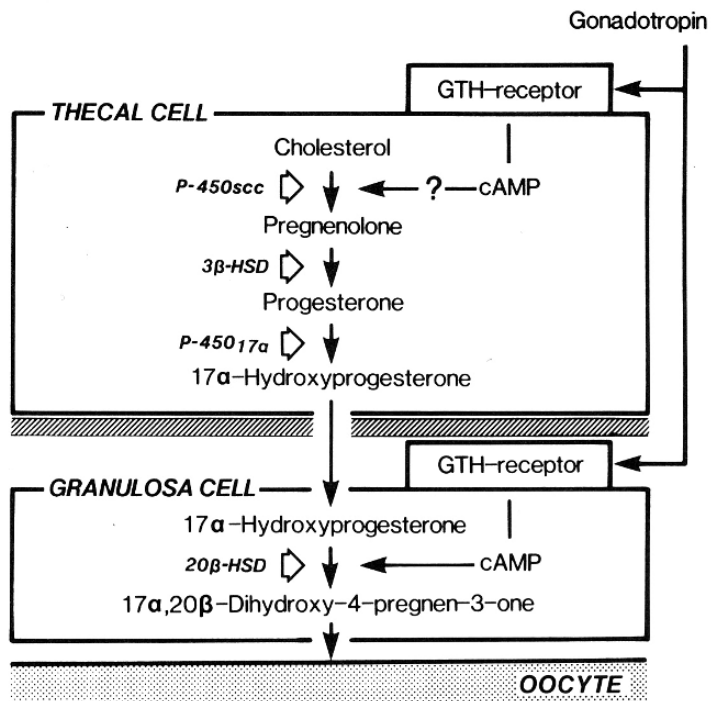 Gonadotropin
GTH-receptor
THECAL CELL
Cholesterol
P-450scc
?
cAMP
Pregnenolone
3β-HSD
Progesterone
P-45017α
17α-Hydroxyprogesterone
GTH-receptor
GRANULOSA CELL
17α-Hydroxyprogesterone
20β-HSD
cAMP
17α,20β-Dihydroxy-4-pregnen-3-one
OOCYTE